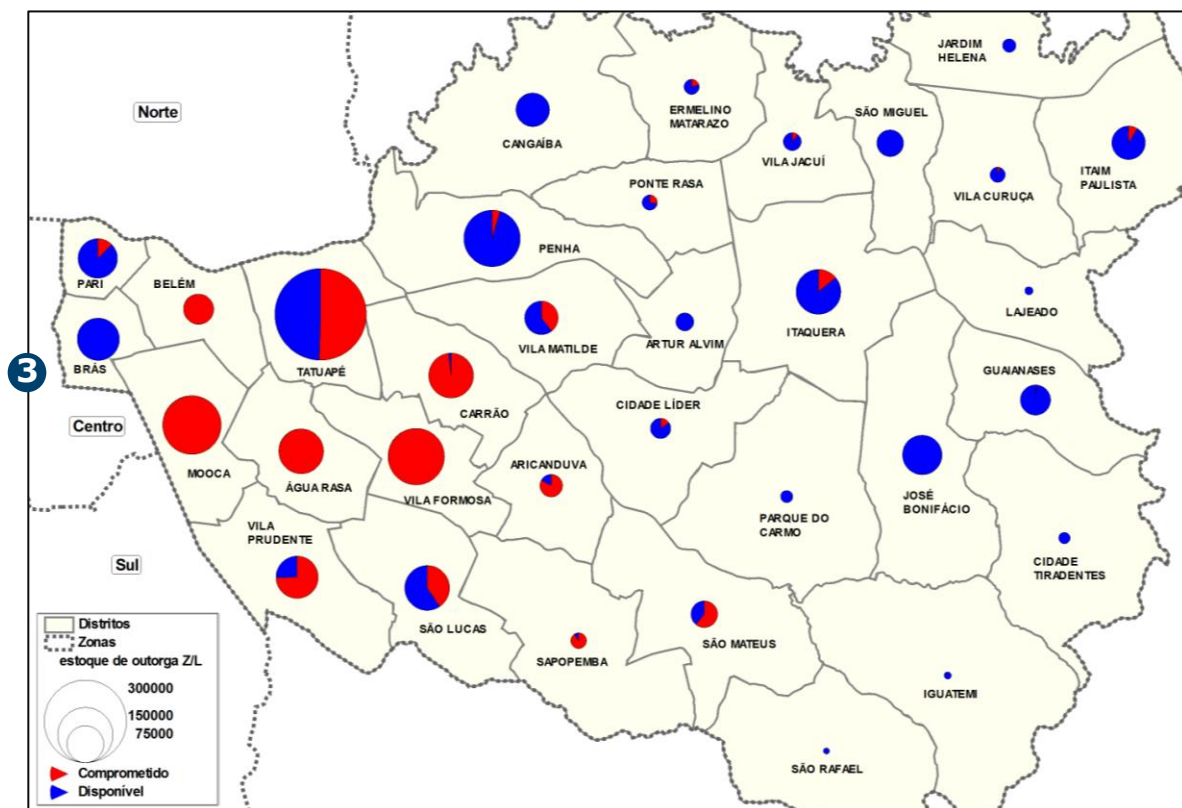 Norte
JARDIM
HELENA
ERMELINO
MATARAZO
CANGAÍBA
SÃO MIGUEL
VILA JACUÍ
ITAIM
PAULISTA
PONTE RASA
VILA CURUÇA
PENHA
PARI
BELÉM
ITAQUERA
LAJEADO
BRÁS
TATUAPÉ
VILA MATILDE
ARTUR ALVIM
3
GUAIANASES
CARRÃO
CIDADE LÍDER
Centro
MOOCA
ÁGUA RASA
VILA FORMOSA
ARICANDUVA
JOSÉ
BONIFÁCIO
PARQUE DO
CARMO
VILA
PRUDENTE
CIDADE
TIRADENTES
Sul
SÃO LUCAS
SAPOPEMBA
SÃO MATEUS
IGUATEMI
SÃO RAFAEL
Distritos
Zonas
estoque de outorga Z/L
300000
150000
75000
Comprometido
Disponível